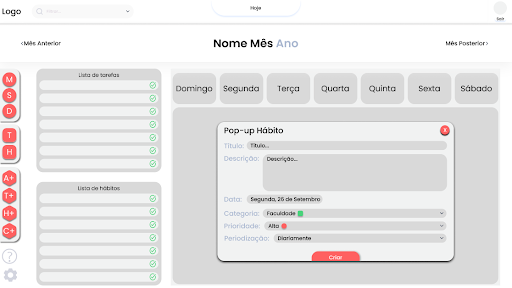 Logo
Hoje
Sair
‹Mês Anterior
Nome Mês Ano
Mês Posterior›
M
S
D
T
H
A+
T+
H+
C+
?
Lista de tarefas
Lista de hábitos
Domingo Segunda Terça Quarta Quinta Sexta Sábado
Pop-up Hábito
X
Título: Título...
Descrição: Descrição...
Data: Segunda, 26 de Setembro
Categoria: Faculdade
Prioridade: Alta
Periodização: Diariamente
Criar